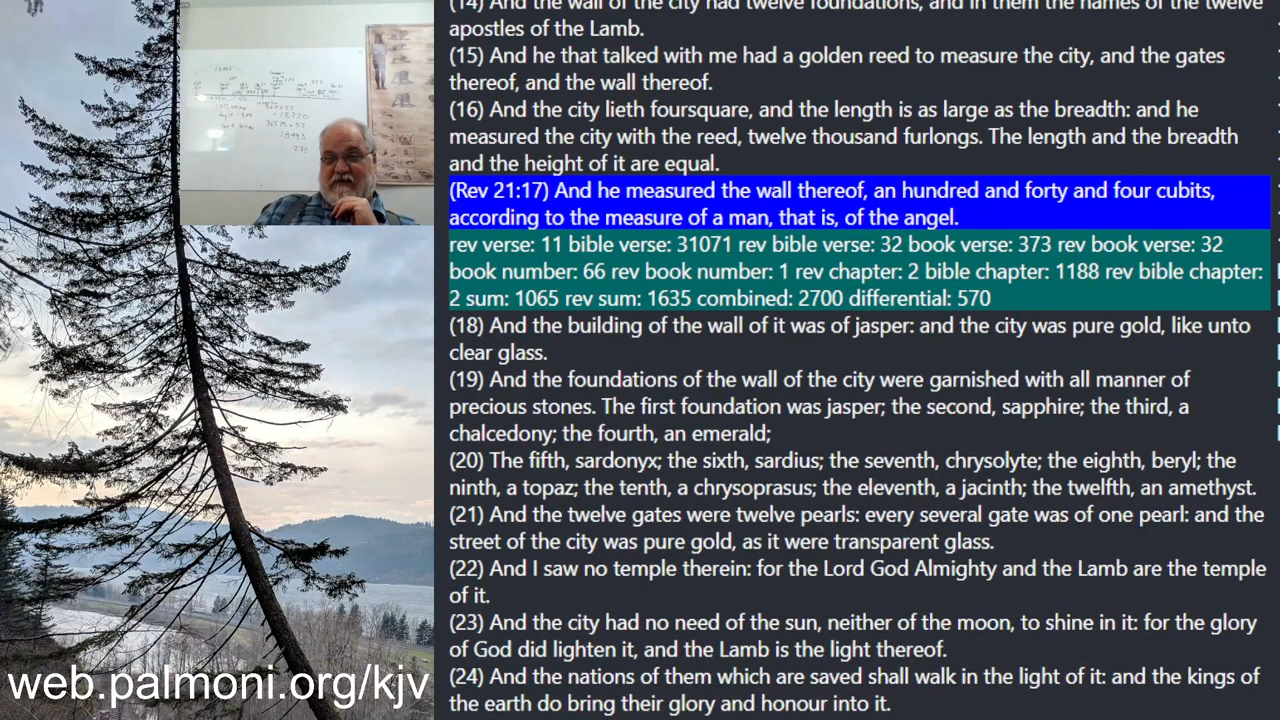 (14) And the wall of the city had twelve foundations, and in them the names of the twelve
apostles of the Lamb.
(15) And he that talked with me had a golden reed to measure the city, and the gates
thereof, and the wall thereof.
(16) And the city lieth foursquare, and the length is as large as the breadth: and he
measured the city with the reed, twelve thousand furlongs. The length and the breadth
and the height of it are equal.
(Rev 21:17) And he measured the wall thereof, an hundred and forty and four cubits,
according to the measure of a man, that is, of the angel.
rev verse: 11 bible verse: 31071 rev bible verse: 32 book verse: 373 rev book verse: 32
book number: 66 rev book number: 1 rev chapter: 2 bible chapter: 1188 rev bible chapter:
2 sum: 1065 rev sum: 1635 combined: 2700 differential: 570
(18) And the building of the wall of it was of jasper: and the city was pure gold, like unto
clear glass.
(19) And the foundations of the wall of the city were garnished with all manner of
precious stones. The first foundation was jasper; the second, sapphire; the third, a
chalcedony; the fourth, an emerald;
(20) The fifth, sardonyx; the sixth, sardius; the seventh, chrysolyte; the eighth, beryl; the
ninth, a topaz; the tenth, a chrysoprasus; the eleventh, a jacinth; the twelfth, an amethyst.
(21) And the twelve gates were twelve pearls: every several gate was of one pearl: and the
street of the city was pure gold, as it were transparent glass.
(22) And I saw no temple therein: for the Lord God Almighty and the Lamb are the temple
of it.
(23) And the city had no need of the sun, neither of the moon, to shine in it: for the glory
of God did lighten it, and the Lamb is the light thereof.
(24) And the nations of them which are saved shall walk in the light of it: and the kings of
the earth do bring their glory and honour into it.
web.palmoni.org/kjv